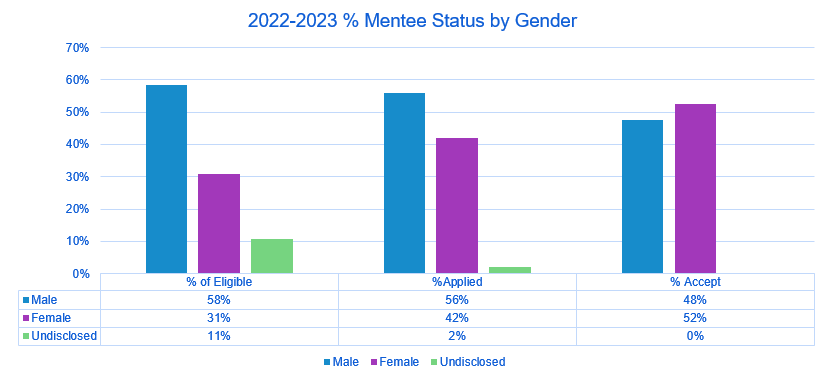 2022-2023 % Mentee Status by Gender
70%
60%
50%
40%
30%
20%
10%
0%
% of Eligible %Applied % Accept
Male 58% 56% 48%
Female 31% 42% 52%
Undisclosed 11% 2% 0%
Male Female Undisclosed